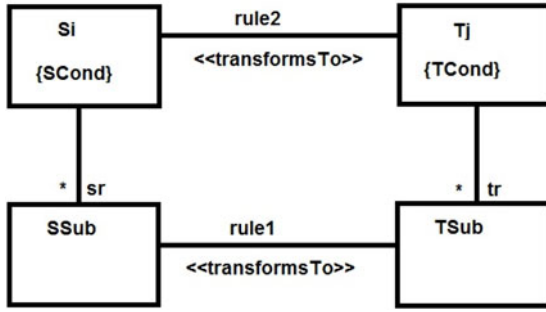 Si
rule2
Tj
{SCond}
<<transformsTo>>
{TCond}
* sr
* tr
SSub
rule1
TSub
<<transformsTo>>